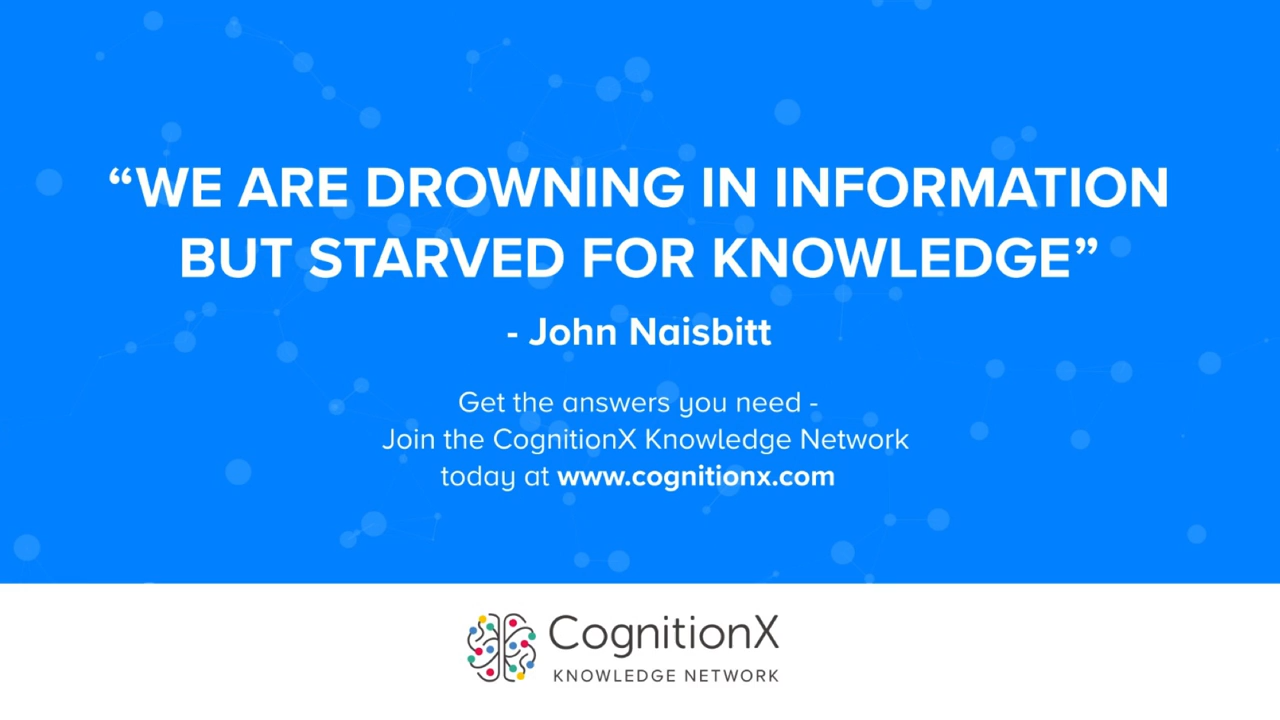 “WE ARE DROWNING IN INFORMATION
BUT STARVED FOR KNOWLEDGE”
- John Naisbitt
Get the answers you need -
Join the CognitionX Knowledge Network
today at www.cognitionx.com
CognitionX
KNOWLEDGE NETWORK